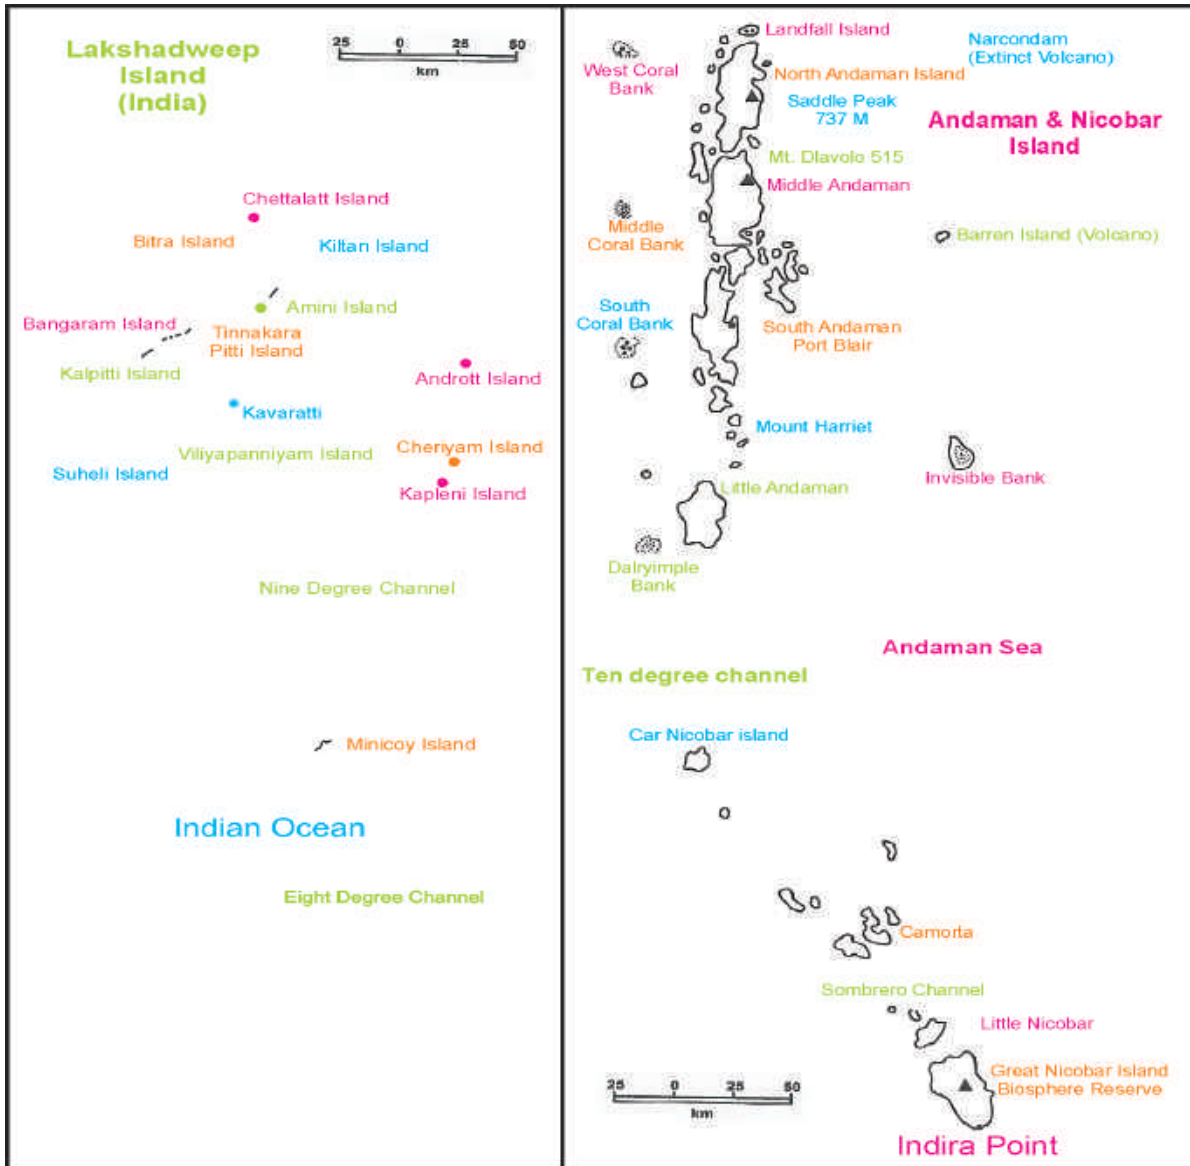 Lakshadweep
Island
(India)
25 0 25 50
km
Chettalatt Island
Bitra Island
Kiltan Island
Amini Island
Bangaram Island
Tinnakara
Pitti Island
Kalpitti Island
Andrott Island
Kavaratti
Cheriyam Island
Viliyapanniyam Island
Suheli Island
Kapleni Island
Nine Degree Channel
Minicoy Island
Indian Ocean
Eight Degree Channel
Landfall Island
Narcondam
(Extinct Volcano)
West Coral
Bank
North Andaman Island
Saddle Peak
737 M
Andaman & Nicobar
Island
Mt. Dlavolo 515
Middle Andaman
Middle
Coral Bank
Barren Island (Volcano)
South
Coral Bank
South Andaman
Port Blair
Mount Harriet
Invisible Bank
Little Andaman
Dalryimple
Bank
Andaman Sea
Ten degree channel
Car Nicobar island
Camorta
Sombrero Channel
Little Nicobar
Great Nicobar Island
Biosphere Reserve
25 0 25 50
km
Indira Point